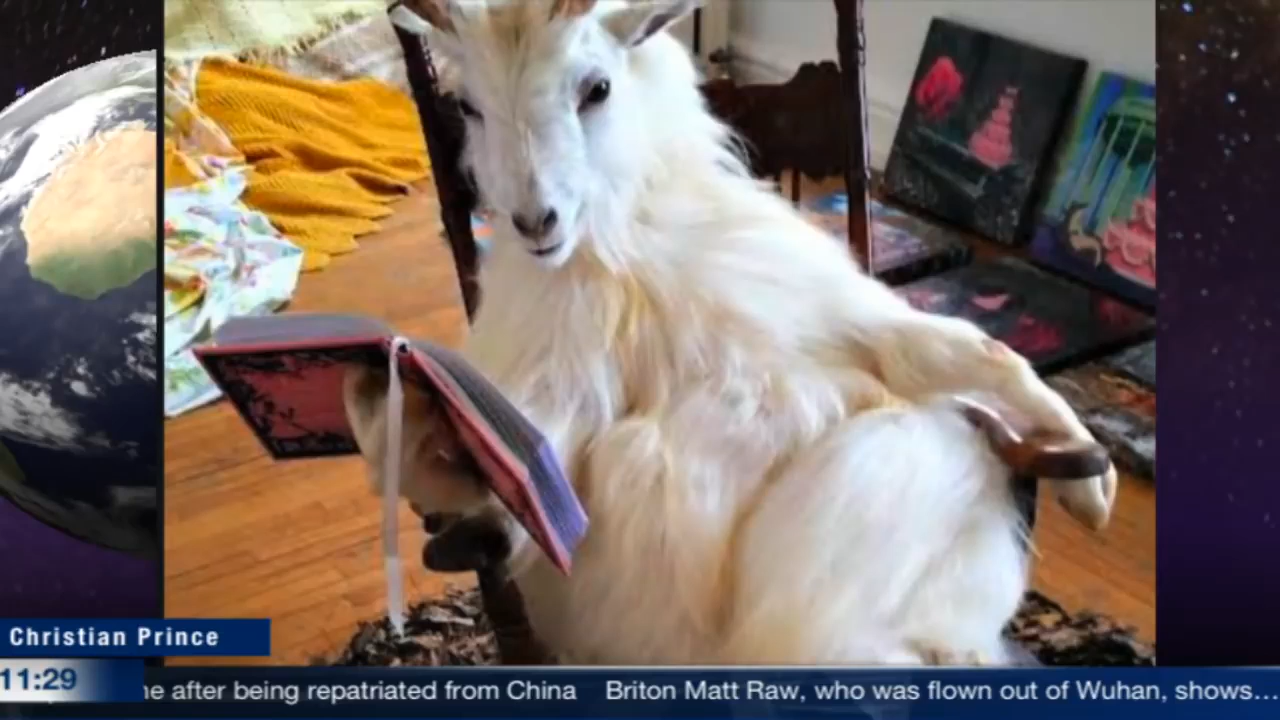 Christian Prince
11:29
me after being repatriated from China Briton Matt Raw, who was flown out of Wuhan, shows...